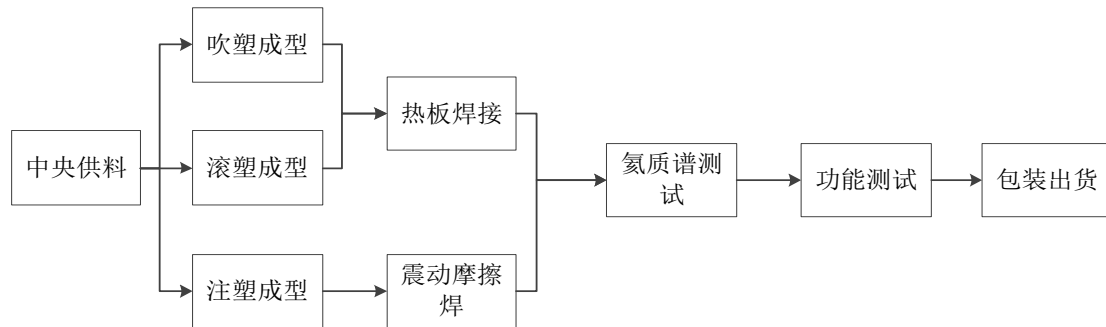 吹塑成型
热板焊接
中央供料
滚塑成型
氦质谱测
试
功能测试
包装出货
注塑成型
震动摩擦
焊